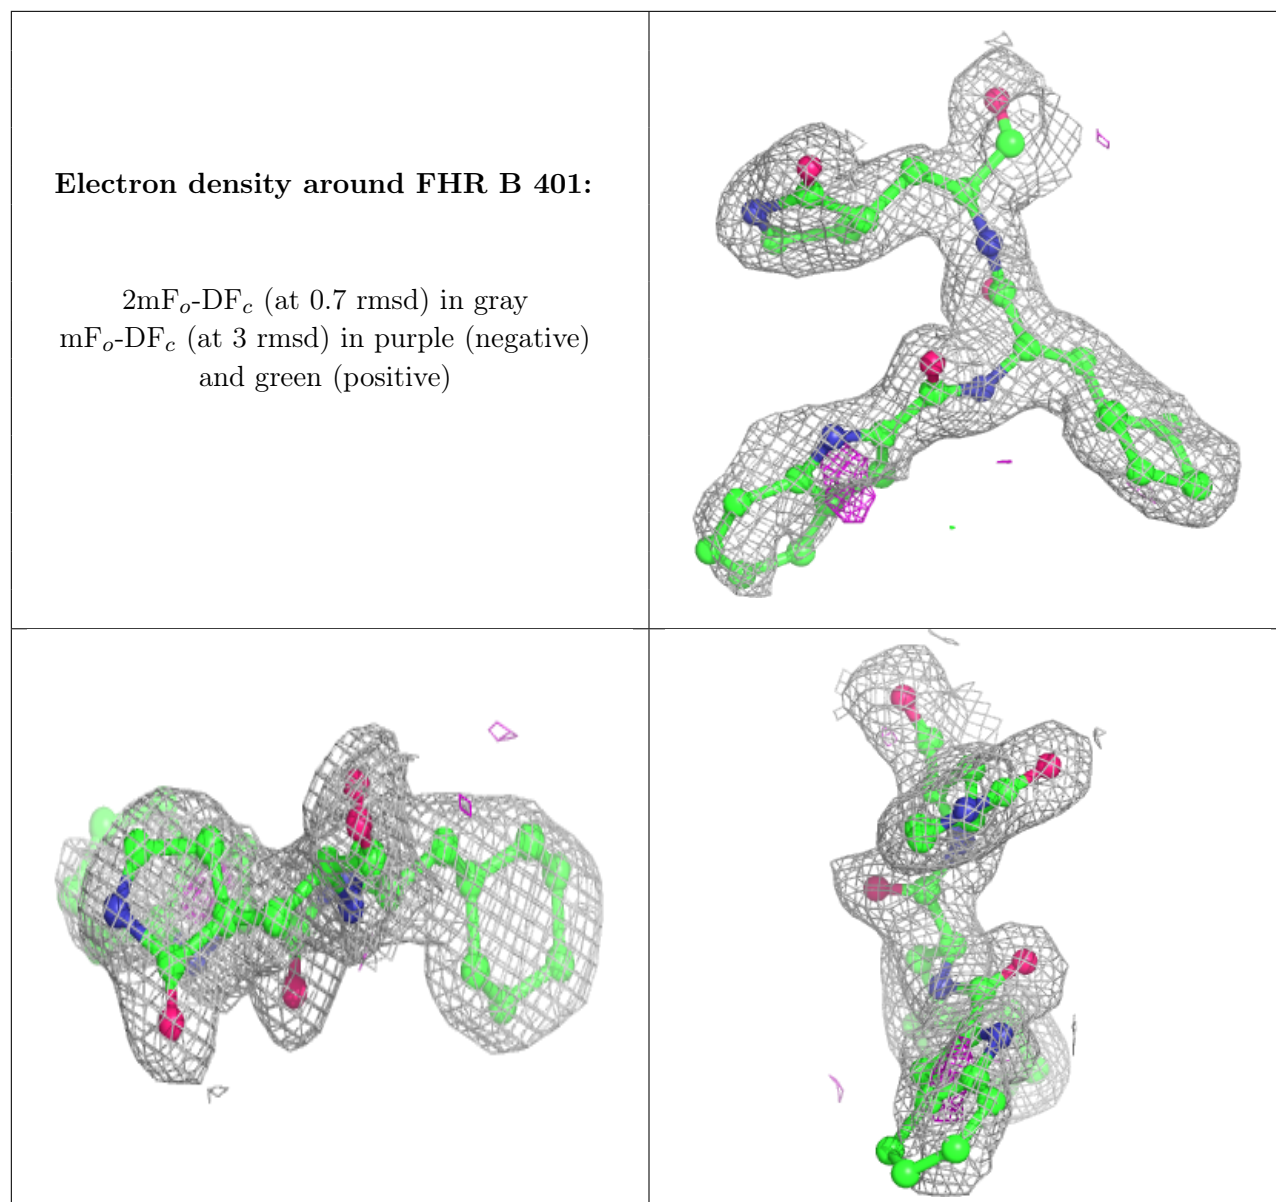 Electron density around FHR B 401:
2mFₒ-DF𝒸 (at 0.7 rmsd) in gray
mFₒ-DF𝒸 (at 3 rmsd) in purple (negative)
and green (positive)